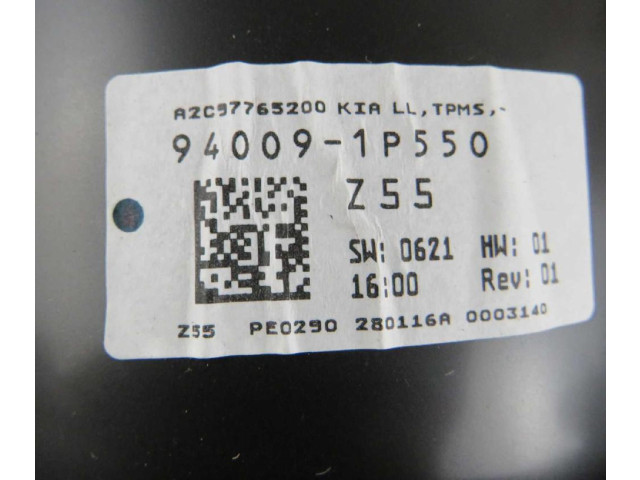 A2C97765200 KIA LL,TPMS,-
94009-1P550
Z55
SW: 0621 HW: 01
16:00 Rev: 01
Z55 PE0290 280116A 0003140